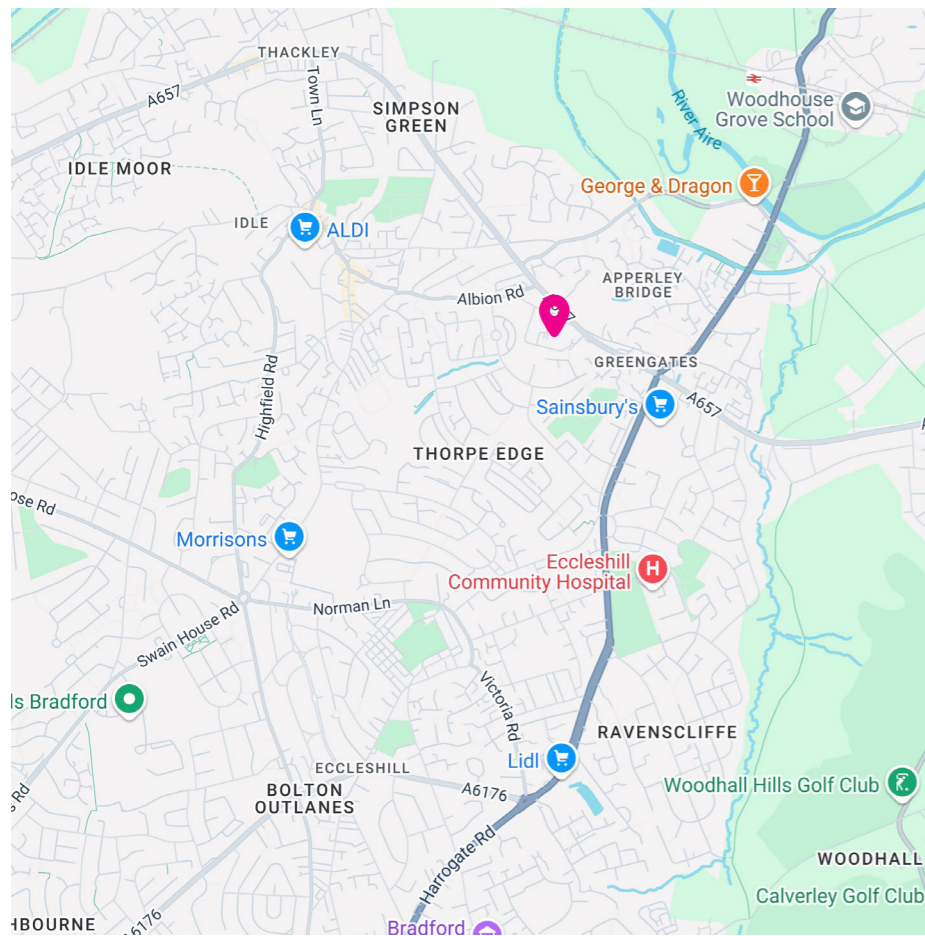 THACKLEY
A657
Town Ln
SIMPSON
GREEN
Woodhouse
Grove School
River Aire
IDLE MOOR
George & Dragon
IDLE
ALDI
APPERLEY
BRIDGE
Albion Rd
GREENGATES
Highfield Rd
Sainsbury's
A657
THORPE EDGE
ose Rd
Morrisons
Eccleshill
Community Hospital
H
Norman Ln
Swain House Rd
Victoria Rd
ls Bradford
RAVENSCLIFFE
Lidl
ECCLESHILL
A6176
BOLTON
OUTLANES
Woodhall Hills Golf Club
s Rd
Harrogate Rd
WOODHALL
Calverley Golf Club
HBOURNE
A6176
Bradford